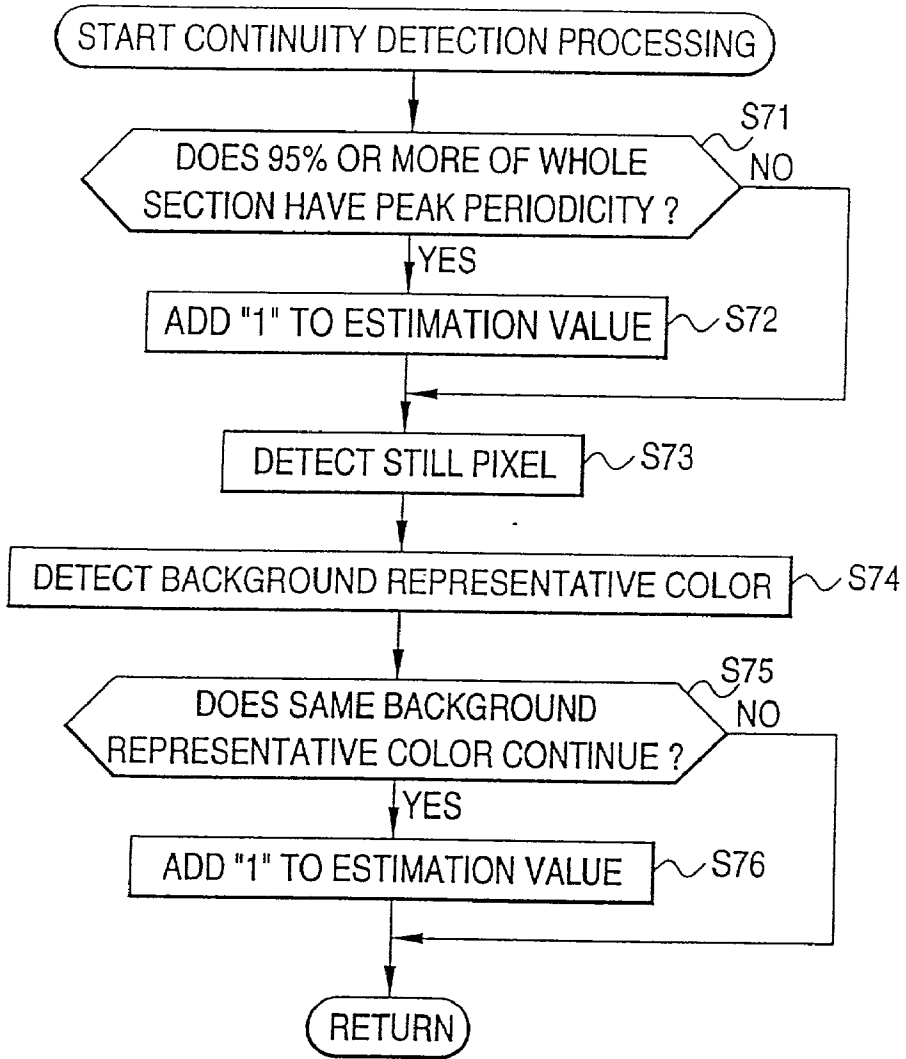 START CONTINUITY DETECTION PROCESSING
S71
DOES 95% OR MORE OF WHOLE
SECTION HAVE PEAK PERIODICITY ?
NO
YES
ADD "1" TO ESTIMATION VALUE
S72
DETECT STILL PIXEL
S73
DETECT BACKGROUND REPRESENTATIVE COLOR
S74
S75
DOES SAME BACKGROUND
REPRESENTATIVE COLOR CONTINUE ?
NO
YES
ADD "1" TO ESTIMATION VALUE
S76
RETURN